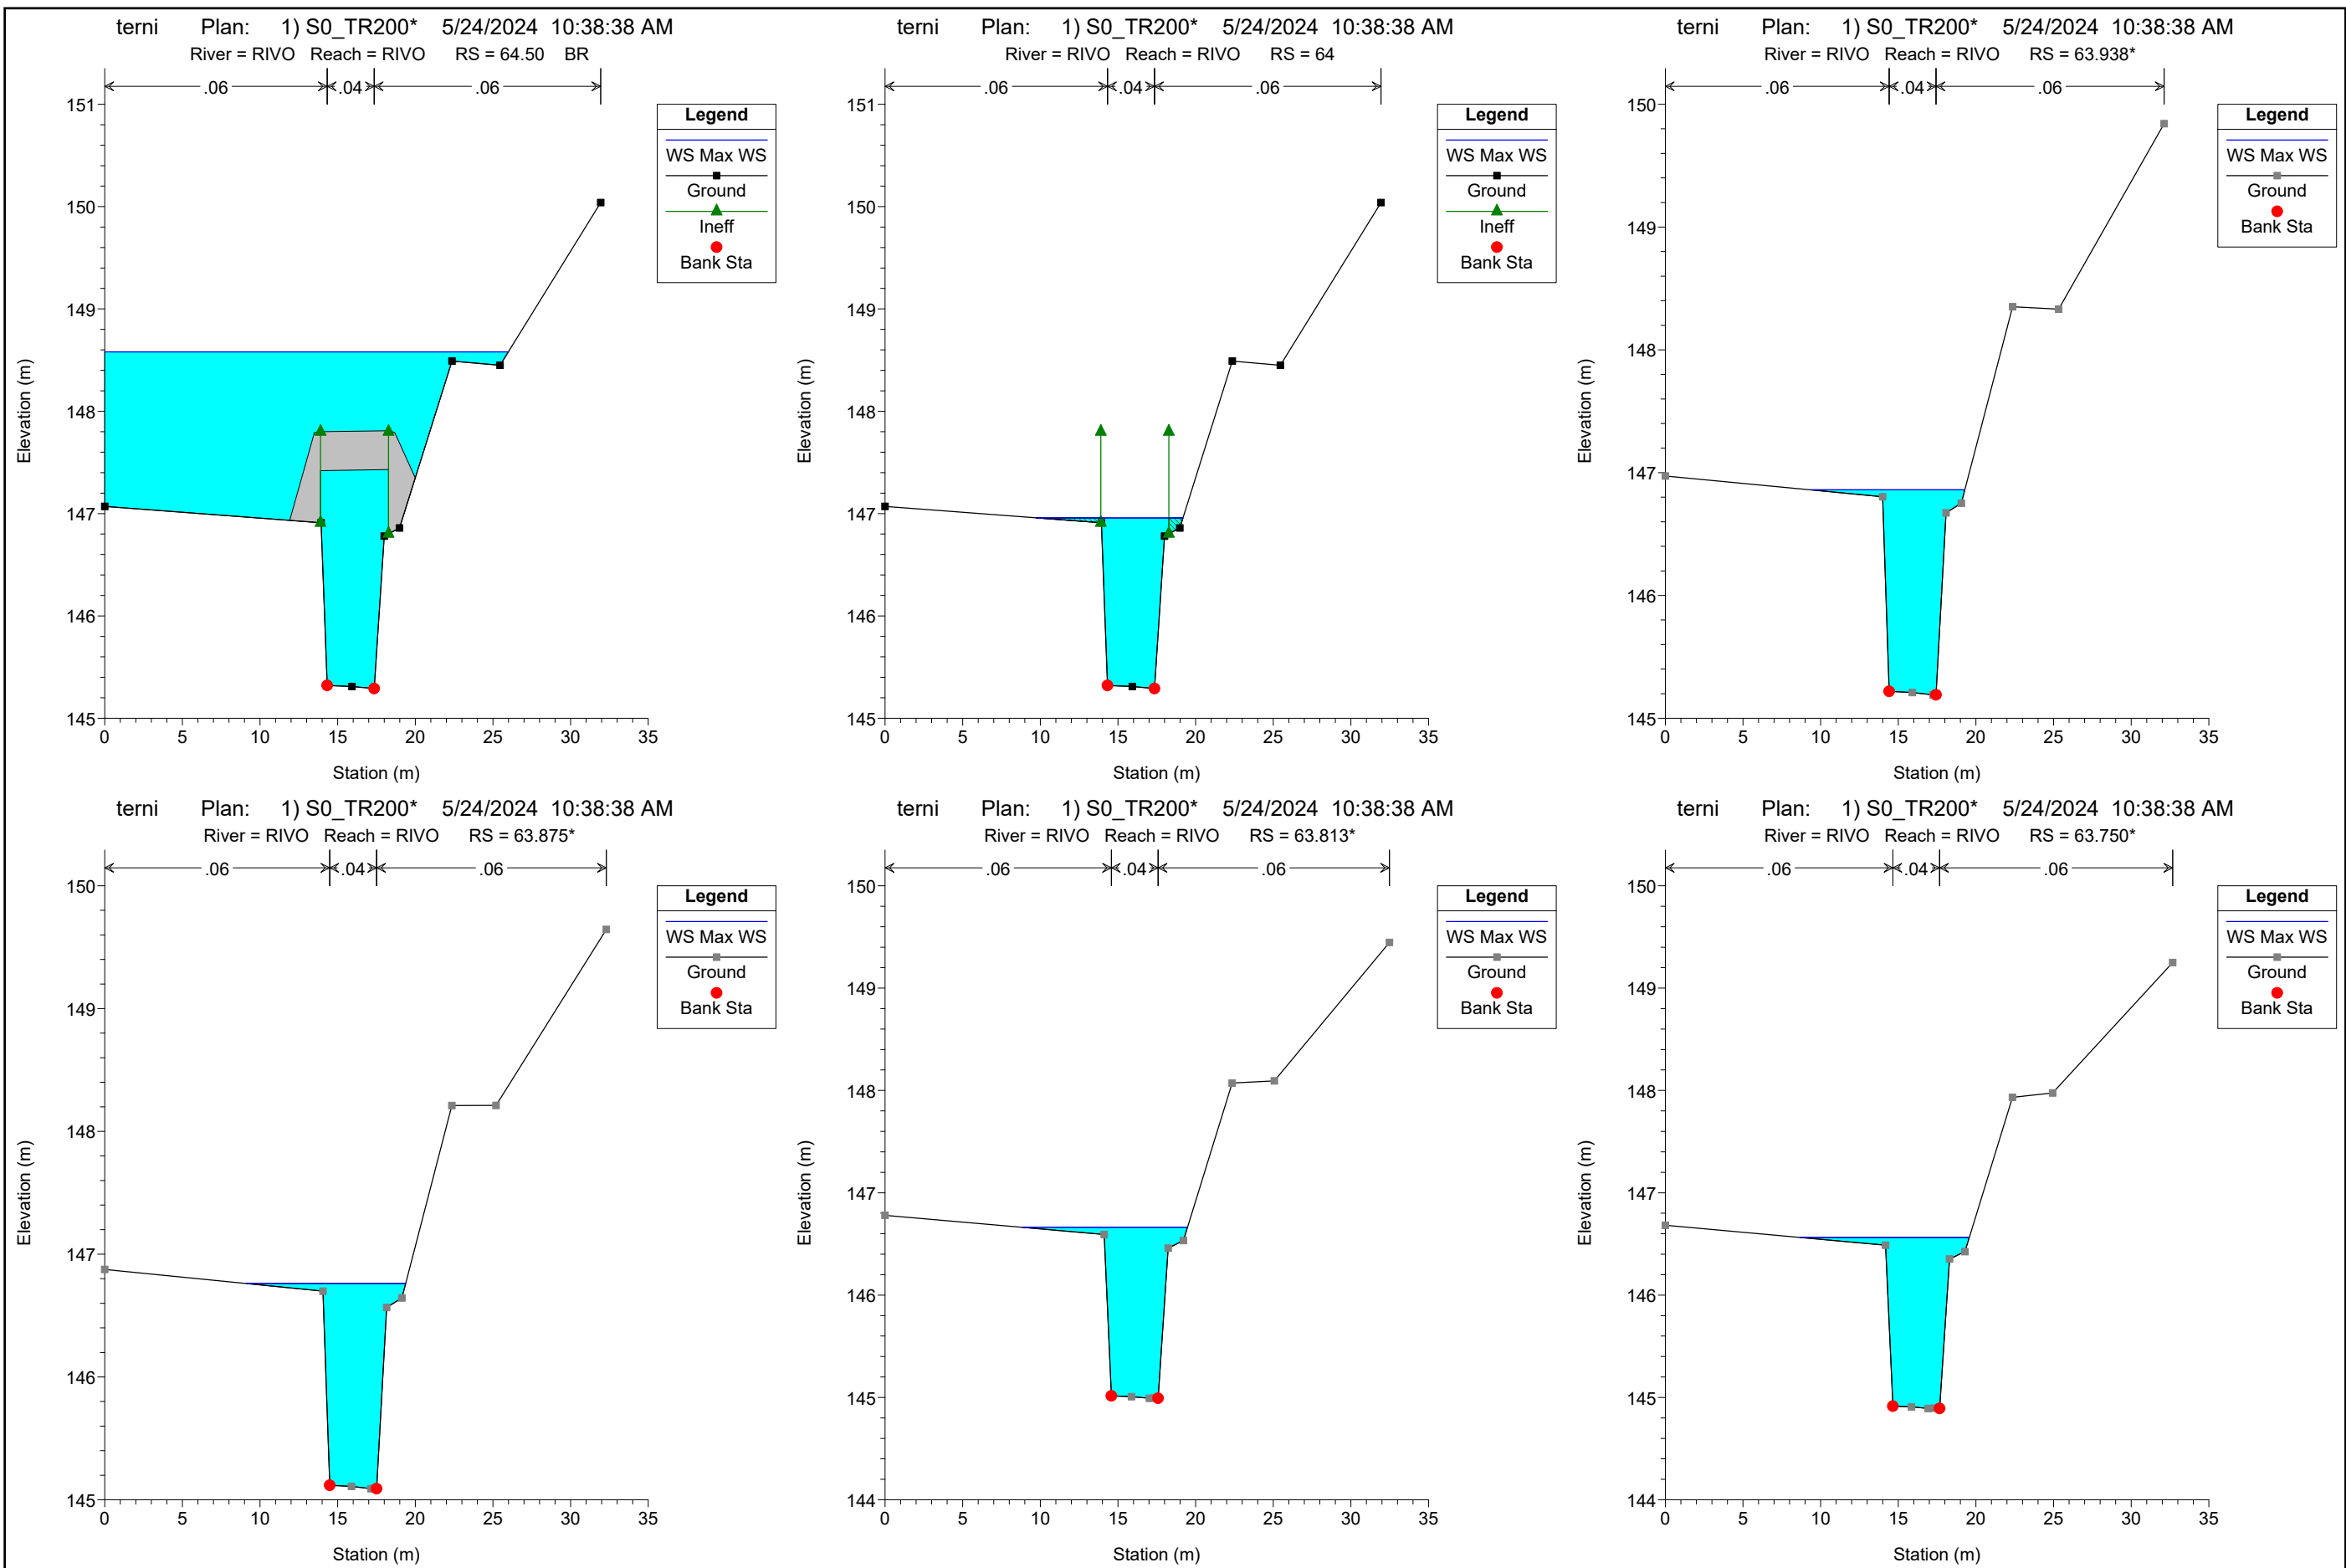 terni Plan: 1) S0_TR200* 5/24/2024 10:38:38 AM
River = RIVO Reach = RIVO RS = 64.50 BR
.06 .04 .06
Legend
WS Max WS
Ground
Ineff
Bank Sta
151
150
149
148
147
146
145
Elevation (m)
0 5 10 15 20 25 30 35
Station (m)
terni Plan: 1) S0_TR200* 5/24/2024 10:38:38 AM
River = RIVO Reach = RIVO RS = 64
.06 .04 .06
Legend
WS Max WS
Ground
Ineff
Bank Sta
151
150
149
148
147
146
145
Elevation (m)
0 5 10 15 20 25 30 35
Station (m)
terni Plan: 1) S0_TR200* 5/24/2024 10:38:38 AM
River = RIVO Reach = RIVO RS = 63.938*
.06 .04 .06
Legend
WS Max WS
Ground
Bank Sta
150
149
148
147
146
145
Elevation (m)
0 5 10 15 20 25 30 35
Station (m)
terni Plan: 1) S0_TR200* 5/24/2024 10:38:38 AM
River = RIVO Reach = RIVO RS = 63.875*
.06 .04 .06
Legend
WS Max WS
Ground
Bank Sta
150
149
148
147
146
145
Elevation (m)
0 5 10 15 20 25 30 35
Station (m)
terni Plan: 1) S0_TR200* 5/24/2024 10:38:38 AM
River = RIVO Reach = RIVO RS = 63.813*
.06 .04 .06
Legend
WS Max WS
Ground
Bank Sta
150
149
148
147
146
145
144
Elevation (m)
0 5 10 15 20 25 30 35
Station (m)
terni Plan: 1) S0_TR200* 5/24/2024 10:38:38 AM
River = RIVO Reach = RIVO RS = 63.750*
.06 .04 .06
Legend
WS Max WS
Ground
Bank Sta
150
149
148
147
146
145
144
Elevation (m)
0 5 10 15 20 25 30 35
Station (m)